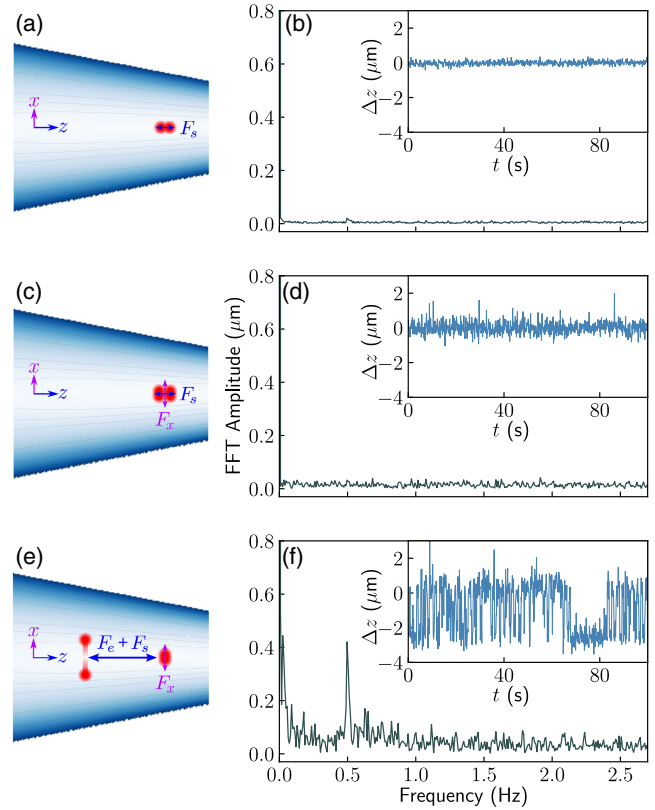 (a)
x
z
F_s
(b)
0.8
0.6
0.4
0.2
0.0
Δz (μm)
2
0
−2
−4
0 40 80
t (s)
(c)
x
z
F_s
F_x
(d)
FFT Amplitude (μm)
0.8
0.6
0.4
0.2
0.0
Δz (μm)
2
0
−2
−4
0 40 80
t (s)
(e)
x
z
F_e + F_s
F_x
(f)
0.8
0.6
0.4
0.2
0.0
Δz (μm)
2
0
−2
−4
0 40 80
t (s)
0.0 0.5 1.0 1.5 2.0 2.5
Frequency (Hz)